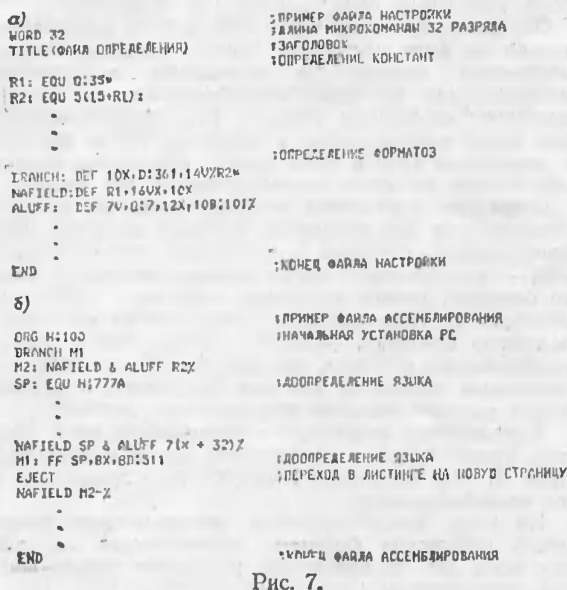 а) ;ПРИМЕР ФАЙЛА НАСТРОЙКИ
WORD 32 ;ДЛИНА МИКРОКОМАНДЫ 32 РАЗРЯДА
TITLE(ФАЙЛ ОПРЕДЕЛЕНИЯ) ;ЗАГОЛОВОК
;ОПРЕДЕЛЕНИЕ КОНСТАНТ
R1: EQU Q:35*
R2: EQU 5(15+R1):
;ОПРЕДЕЛЕНИЕ ФОРМАТОВ
BRANCH: DEF 10X,D:361,14V%R2*
NAFIELD:DEF R1,16VX,10X
ALUFF: DEF 7V,Q:7,12X,10B:101%
END ;КОНЕЦ ФАЙЛА НАСТРОЙКИ
б)
;ПРИМЕР ФАЙЛА АССЕМБЛИРОВАНИЯ
ORG H:100 ;НАЧАЛЬНАЯ УСТАНОВКА PC
BRANCH M1
M2: NAFIELD & ALUFF R2%
SP: EQU H:777A ;ДООПРЕДЕЛЕНИЕ ЯЗЫКА
NAFIELD SP & ALUFF 7(X + 32)%
M1: FF SP,8X,8D:511 ;ДООПРЕДЕЛЕНИЕ ЯЗЫКА
EJECT ;ПЕРЕХОД В ЛИСТИНГЕ НА НОВУЮ СТРАНИЦУ
NAFIELD M2-%
END ;КОНЕЦ ФАЙЛА АССЕМБЛИРОВАНИЯ
Рис. 7.